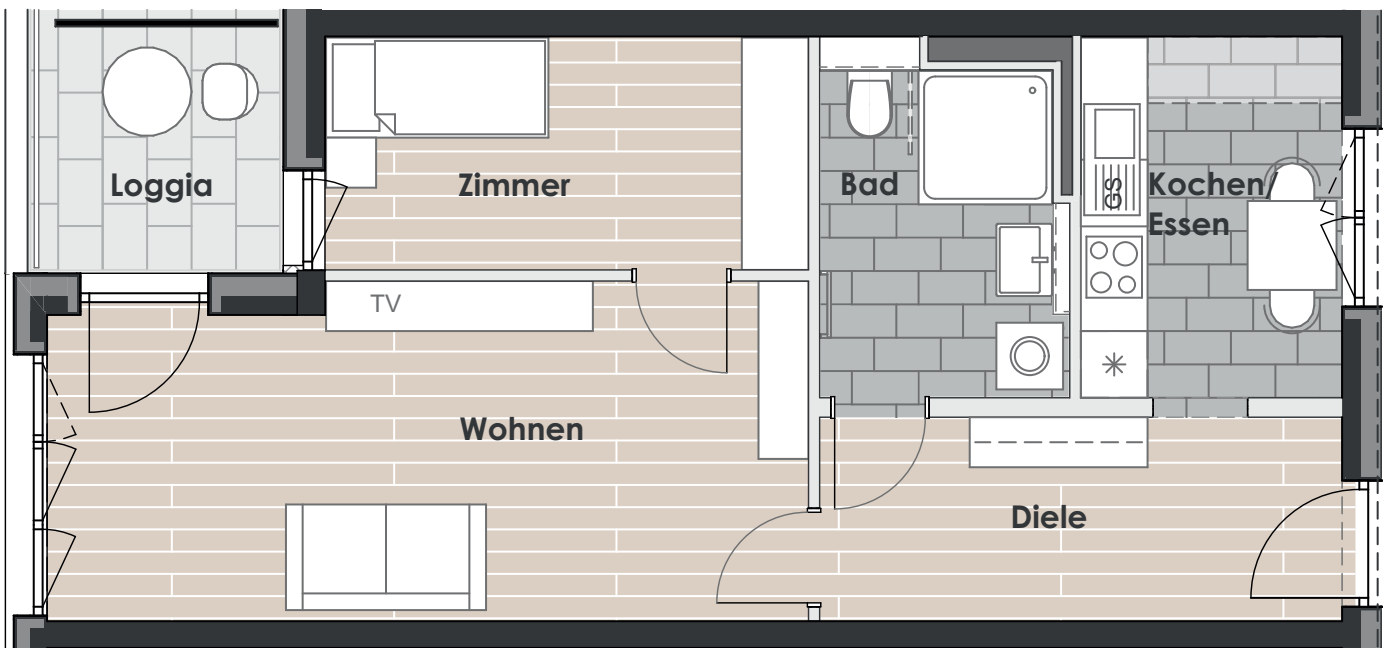 Loggia
Zimmer
Bad
GS
Kochen/
Essen
TV
Wohnen
Diele